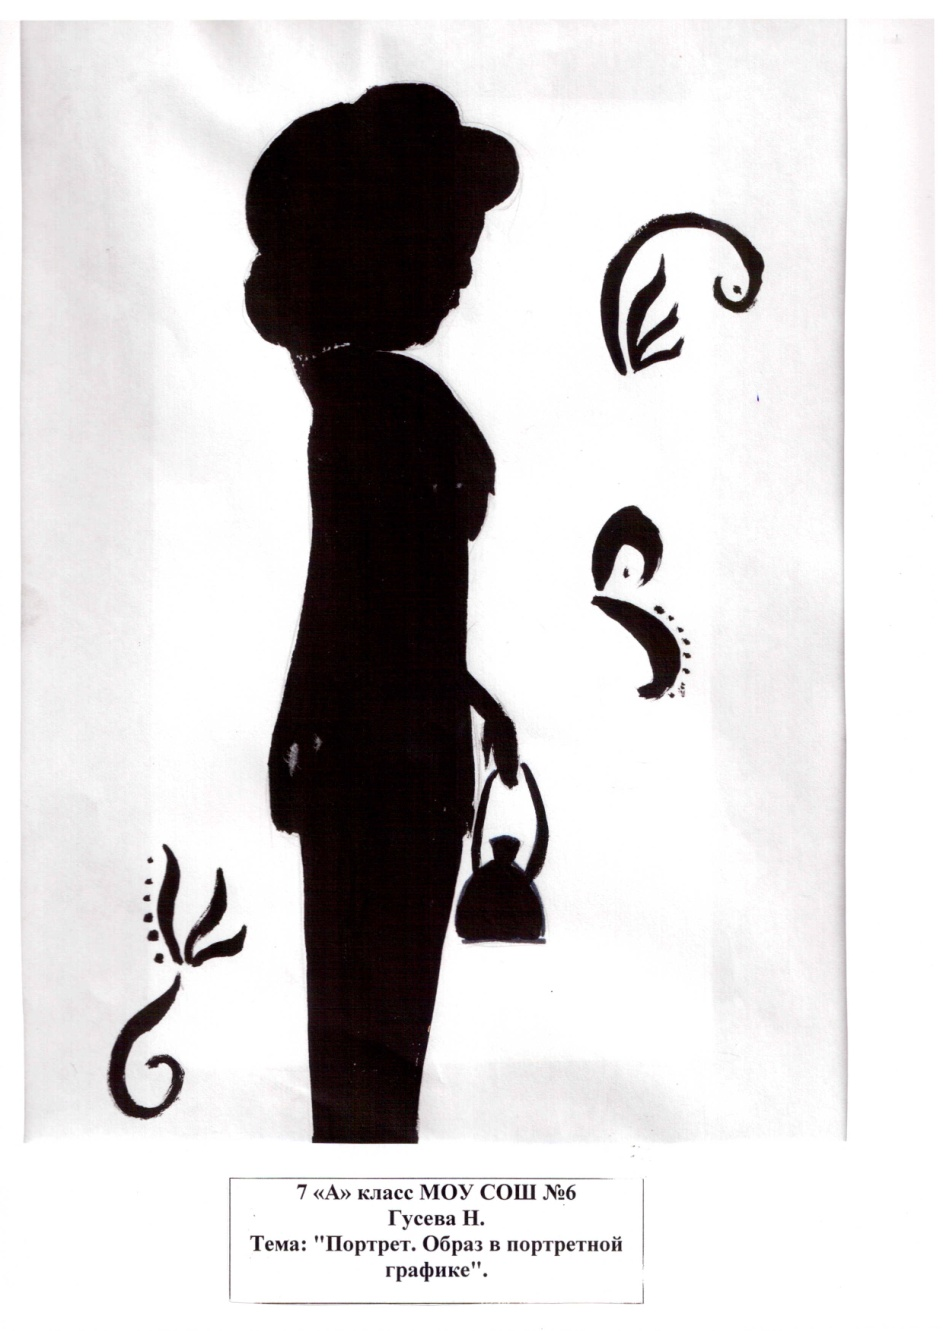 7 «А» класс МОУ СОШ №6
Гусева Н.
Тема: "Портрет. Образ в портретной
графике".